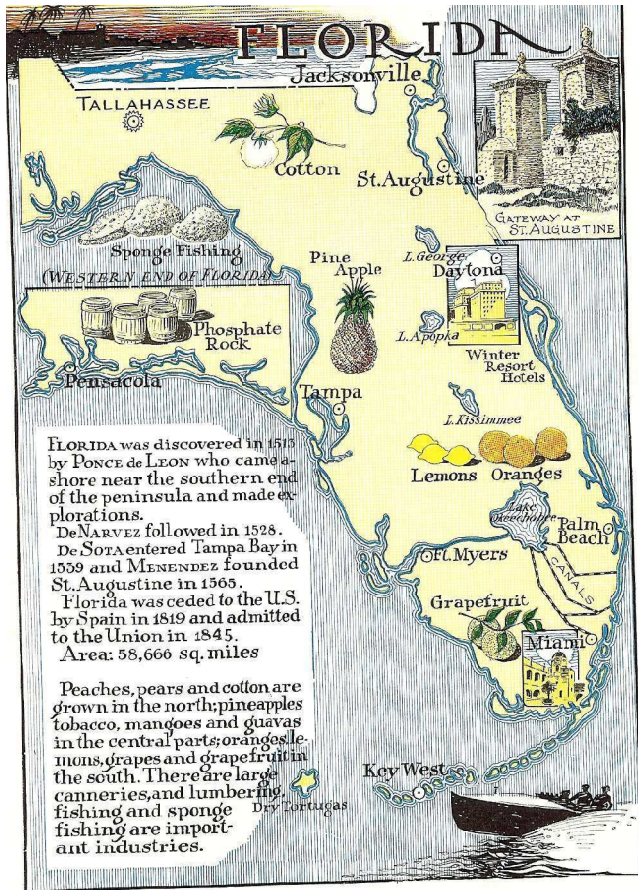 FLORIDA
Jacksonville
TALLAHASSEE
Cotton
St. Augustine
GATEWAY AT
ST. AUGUSTINE
Sponge Fishing
(WESTERN END OF FLORIDA)
Pine
Apple
L. George
Daytona
Phosphate
Rock
L. Apopka
Winter
Resort
Hotels
Pensacola
Tampa
L. Kissimmee
Lemons
Oranges
Lake
Okeechobee
Palm
Beach
Ft. Myers
CANALS
Grapefruit
Miami
FLORIDA was discovered in 1513
by PONCE de LEON who came a-
shore near the southern end
of the peninsula and made ex-
plorations.
DeNARVEZ followed in 1528.
De SOTA entered Tampa Bay in
1539 and MENENDEZ founded
St. Augustine in 1565.
Florida was ceded to the U.S.
by Spain in 1819 and admitted
to the Union in 1845.
Area: 58,666 sq. miles
Peaches, pears and cotton are
grown in the north; pineapples
tobacco, mangoes and guavas
in the central parts; oranges, le-
mons, grapes and grapefruit in
the south. There are large
canneries, and lumbering,
fishing and sponge
fishing are import-
ant industries.
Key West
Dry Tortugas